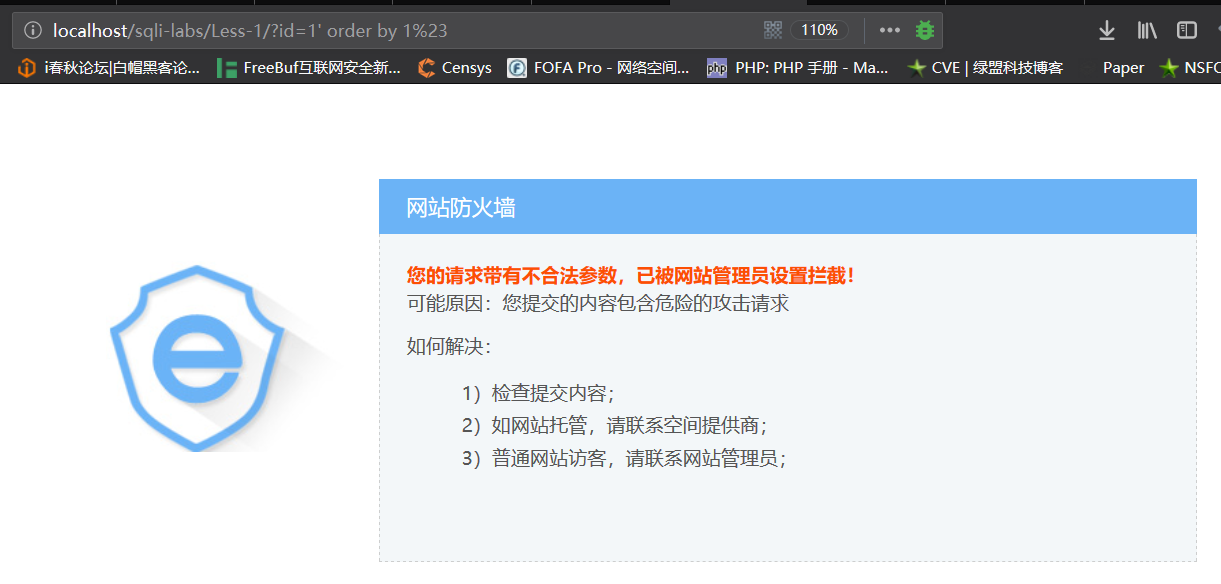 localhost/sqli-labs/Less-1/?id=1' order by 1%23
110%
i春秋论坛|白帽黑客论...
FreeBuf互联网安全新...
Censys
FOFA Pro - 网络空间...
php
PHP: PHP 手册 - Ma...
CVE | 绿盟科技博客
Paper
NSFC
网站防火墙
您的请求带有不合法参数，已被网站管理员设置拦截！
可能原因：您提交的内容包含危险的攻击请求
如何解决：
1）检查提交内容；
2）如网站托管，请联系空间提供商；
3）普通网站访客，请联系网站管理员；